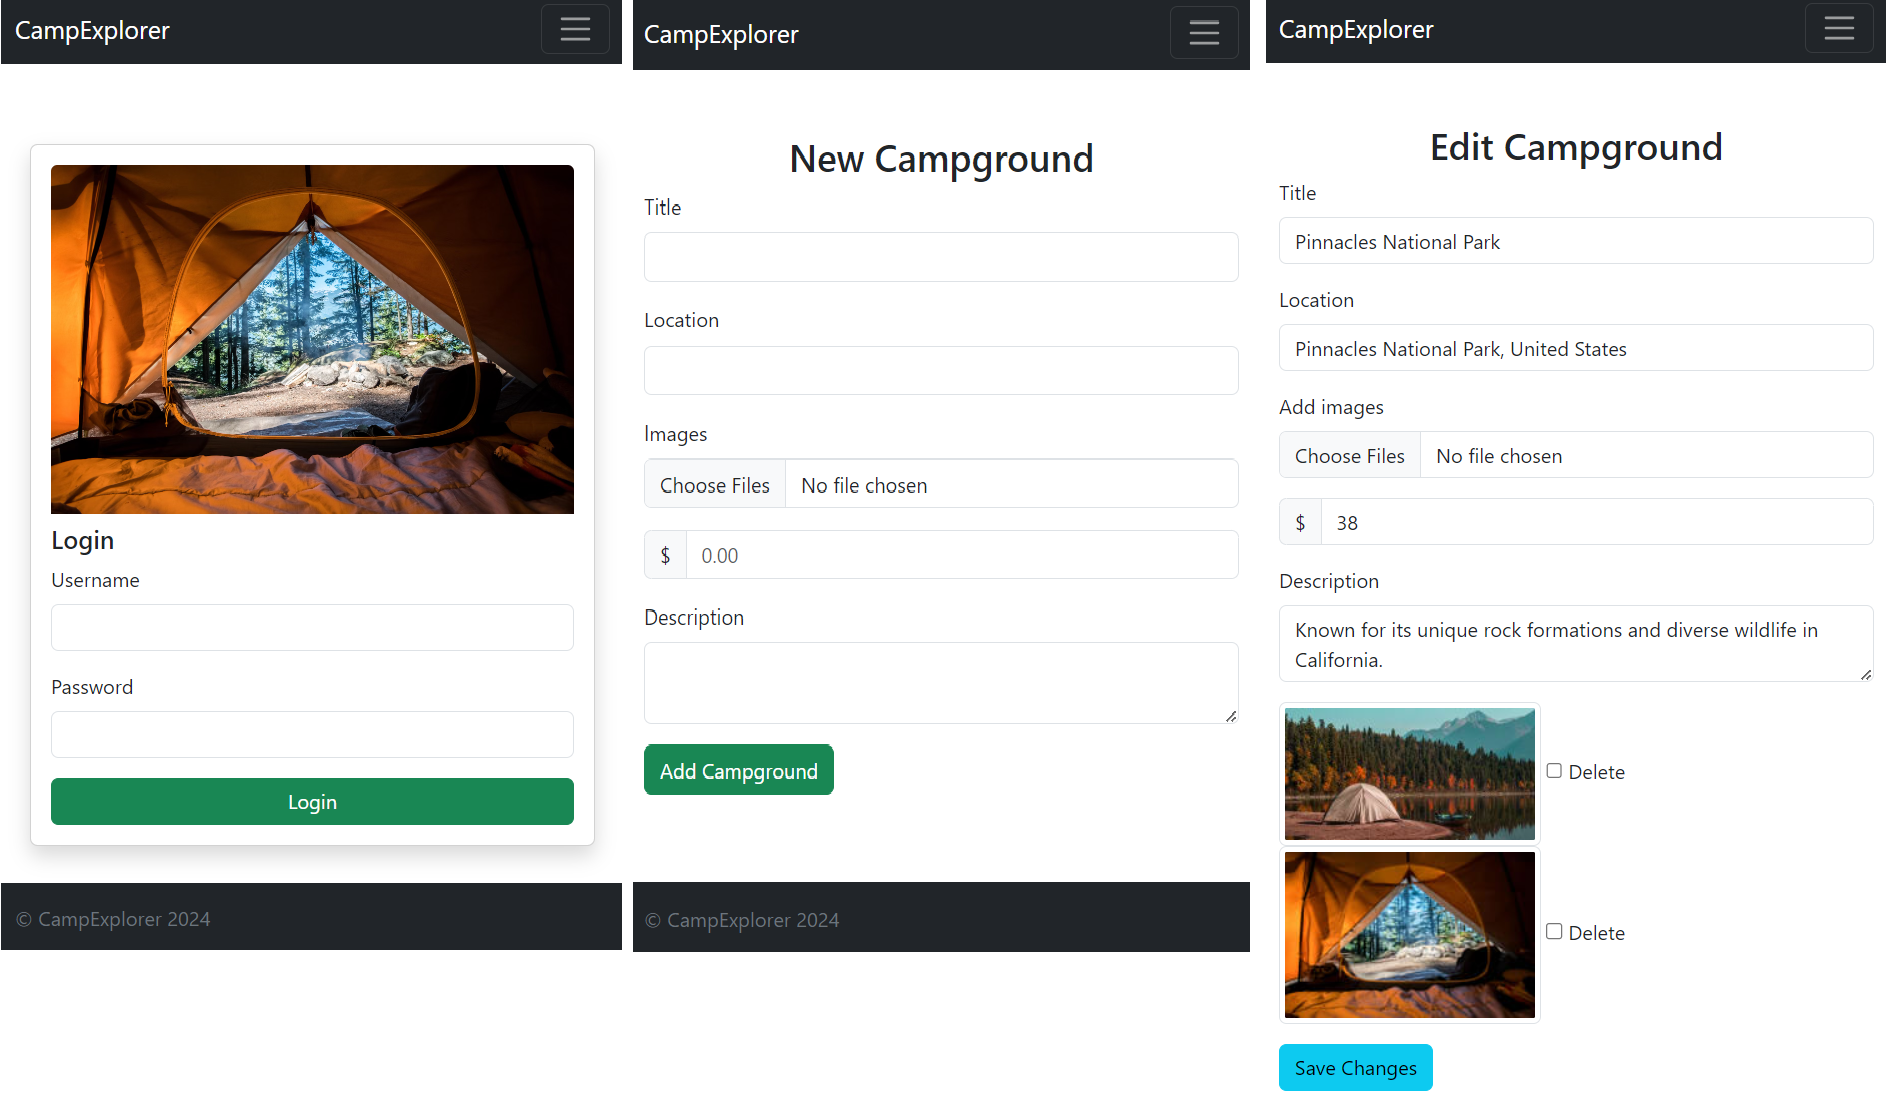 CampExplorer
Login
Username
Password
Login
© CampExplorer 2024
CampExplorer
New Campground
Title
Location
Images
Choose Files No file chosen
$ 0.00
Description
Add Campground
© CampExplorer 2024
CampExplorer
Edit Campground
Title
Pinnacles National Park
Location
Pinnacles National Park, United States
Add images
Choose Files No file chosen
$ 38
Description
Known for its unique rock formations and diverse wildlife in
California.
Delete
Delete
Save Changes